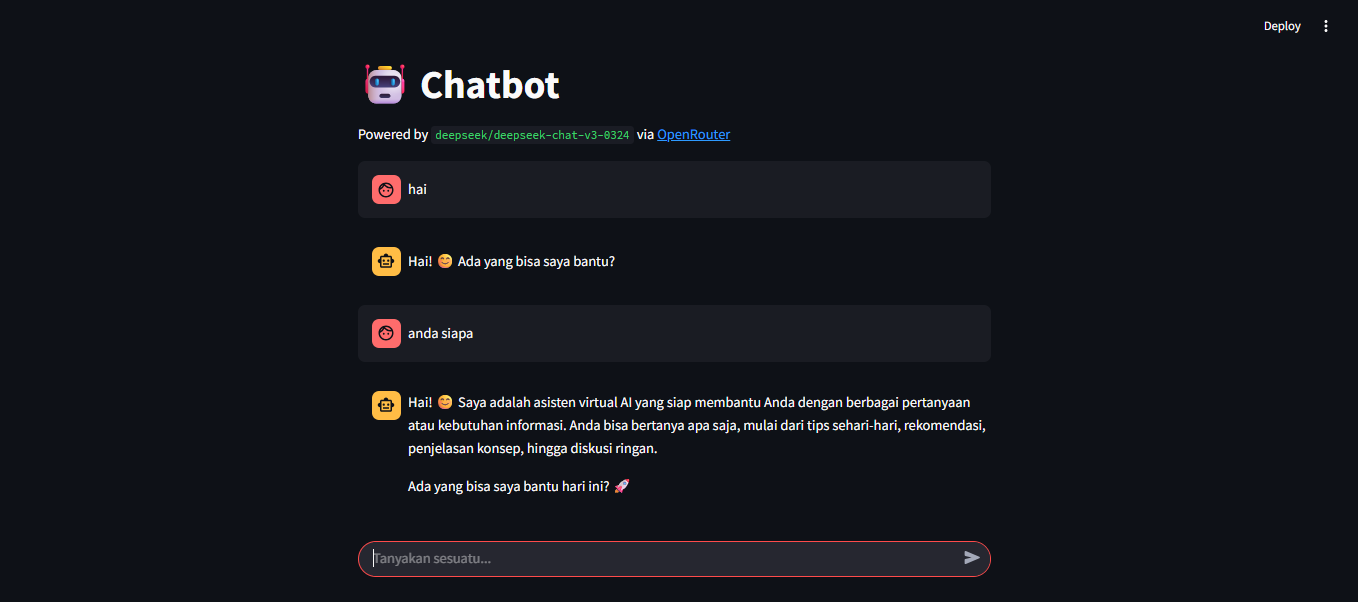 Deploy
Chatbot
Powered by deepseek/deepseek-chat-v3-0324 via OpenRouter
hai
Hai! 😊 Ada yang bisa saya bantu?
anda siapa
Hai! 😊 Saya adalah asisten virtual AI yang siap membantu Anda dengan berbagai pertanyaan
atau kebutuhan informasi. Anda bisa bertanya apa saja, mulai dari tips sehari-hari, rekomendasi,
penjelasan konsep, hingga diskusi ringan.
Ada yang bisa saya bantu hari ini? 🚀
Tanyakan sesuatu...